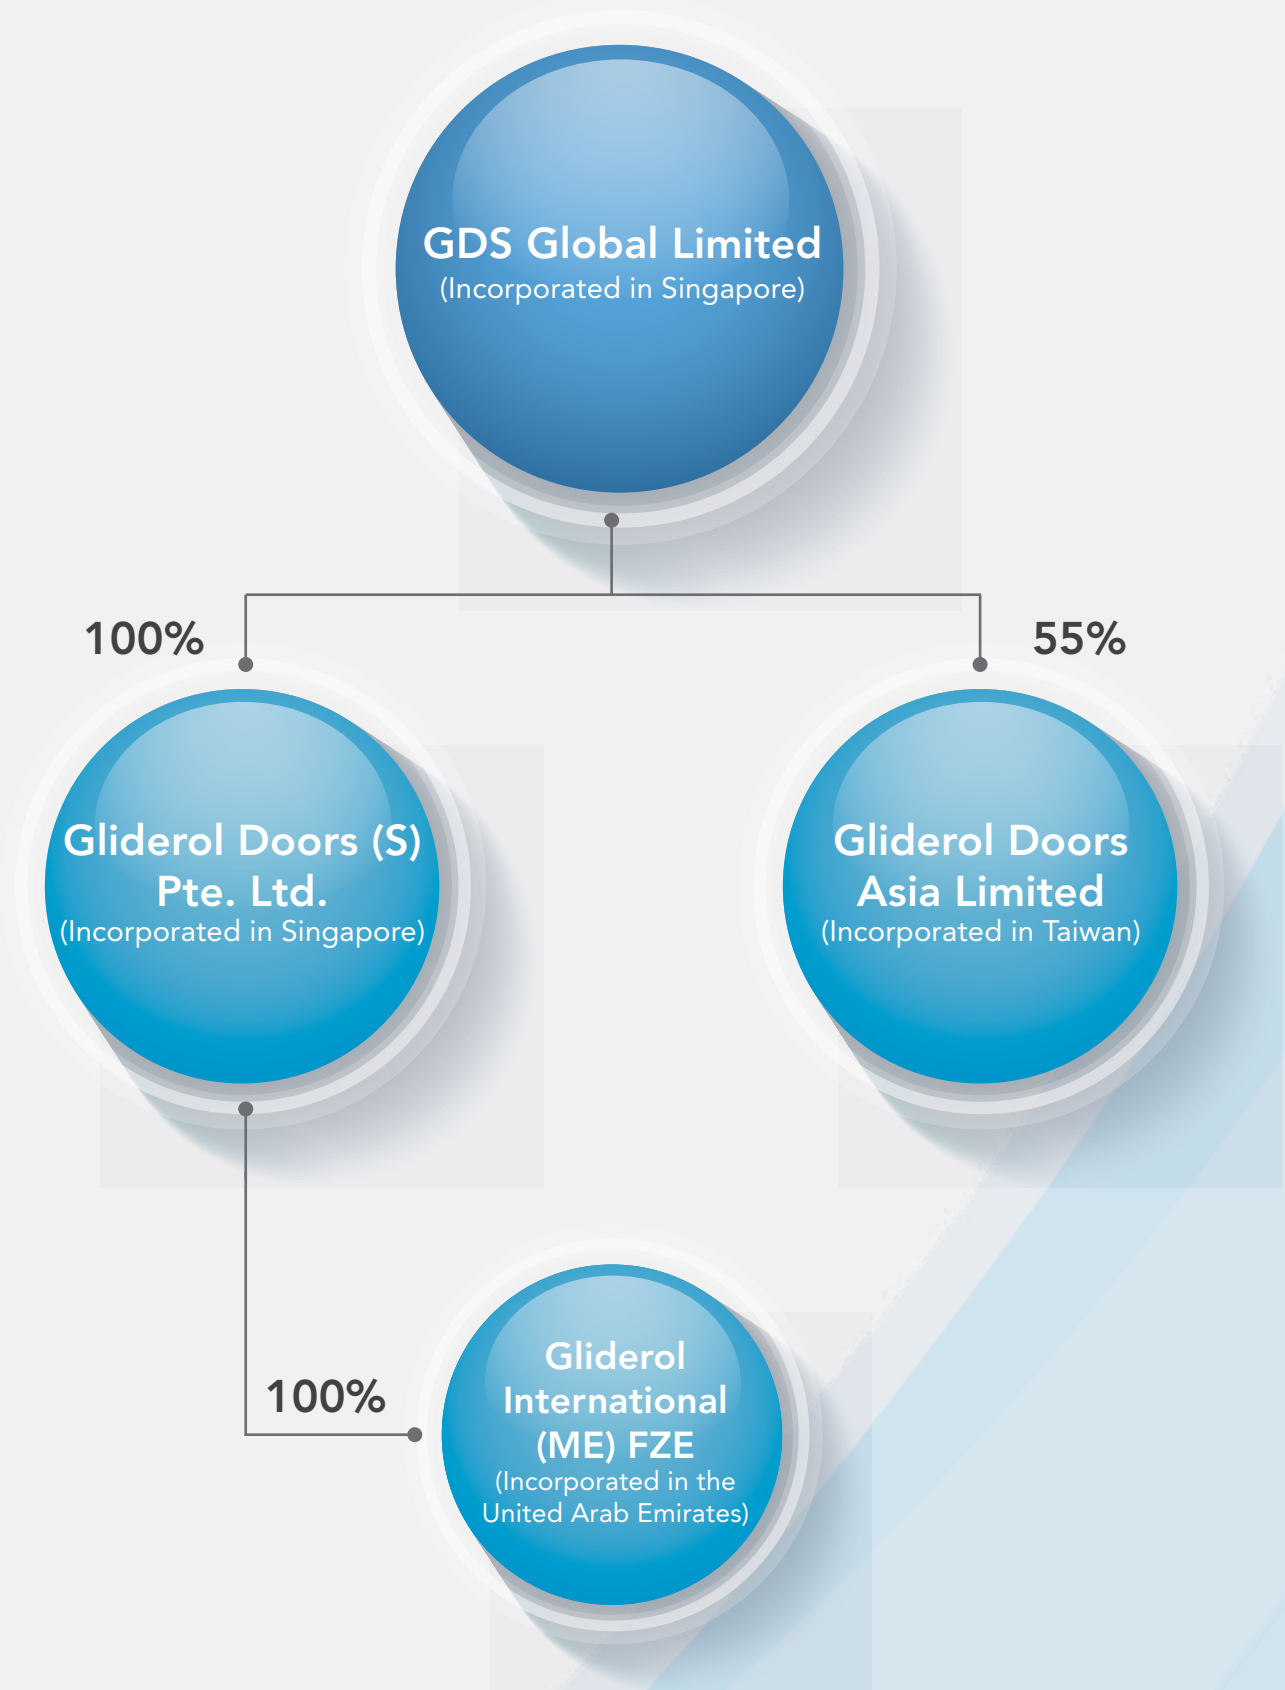 GDS Global Limited
(Incorporated in Singapore)
100%
55%
Gliderol Doors (S)
Pte. Ltd.
(Incorporated in Singapore)
Gliderol Doors
Asia Limited
(Incorporated in Taiwan)
100%
Gliderol
International
(ME) FZE
(Incorporated in the
United Arab Emirates)